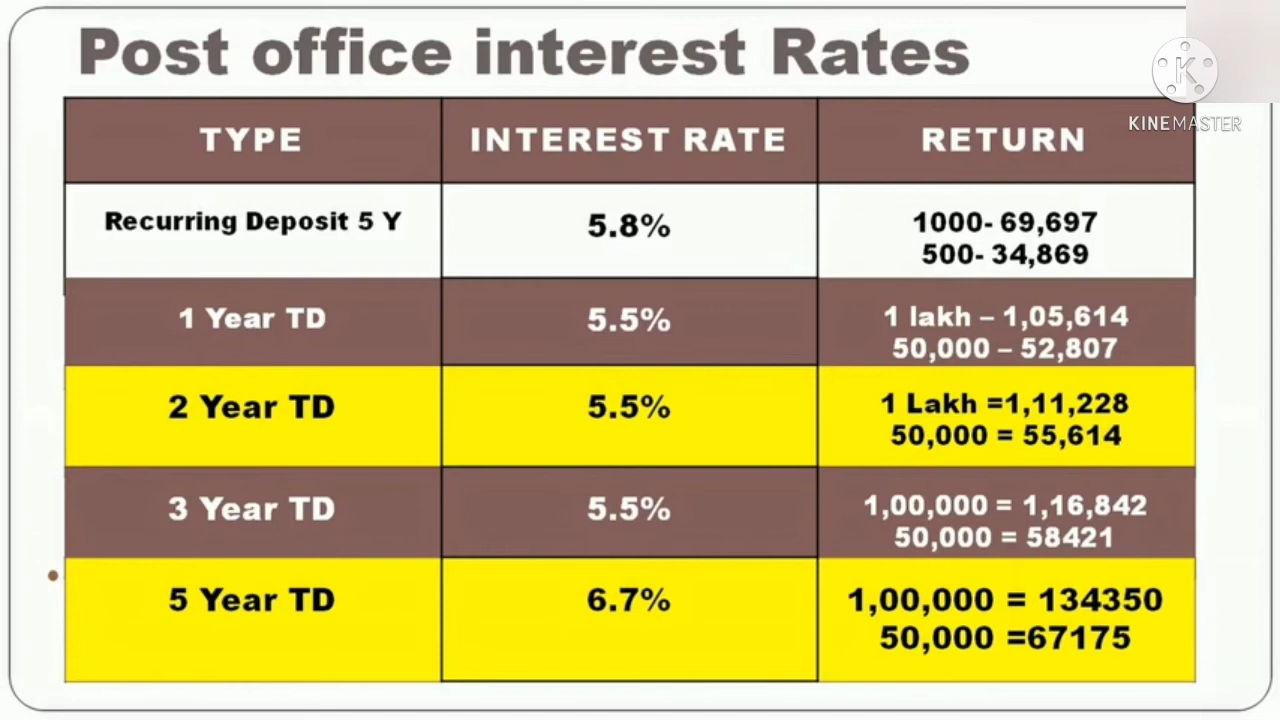 Post office interest Rates
K
KINEMASTER
TYPE INTEREST RATE RETURN
Recurring Deposit 5 Y 5.8% 1000- 69,697
500- 34,869
1 Year TD 5.5% 1 lakh – 1,05,614
50,000 – 52,807
2 Year TD 5.5% 1 Lakh =1,11,228
50,000 = 55,614
3 Year TD 5.5% 1,00,000 = 1,16,842
50,000 = 58421
5 Year TD 6.7% 1,00,000 = 134350
50,000 =67175